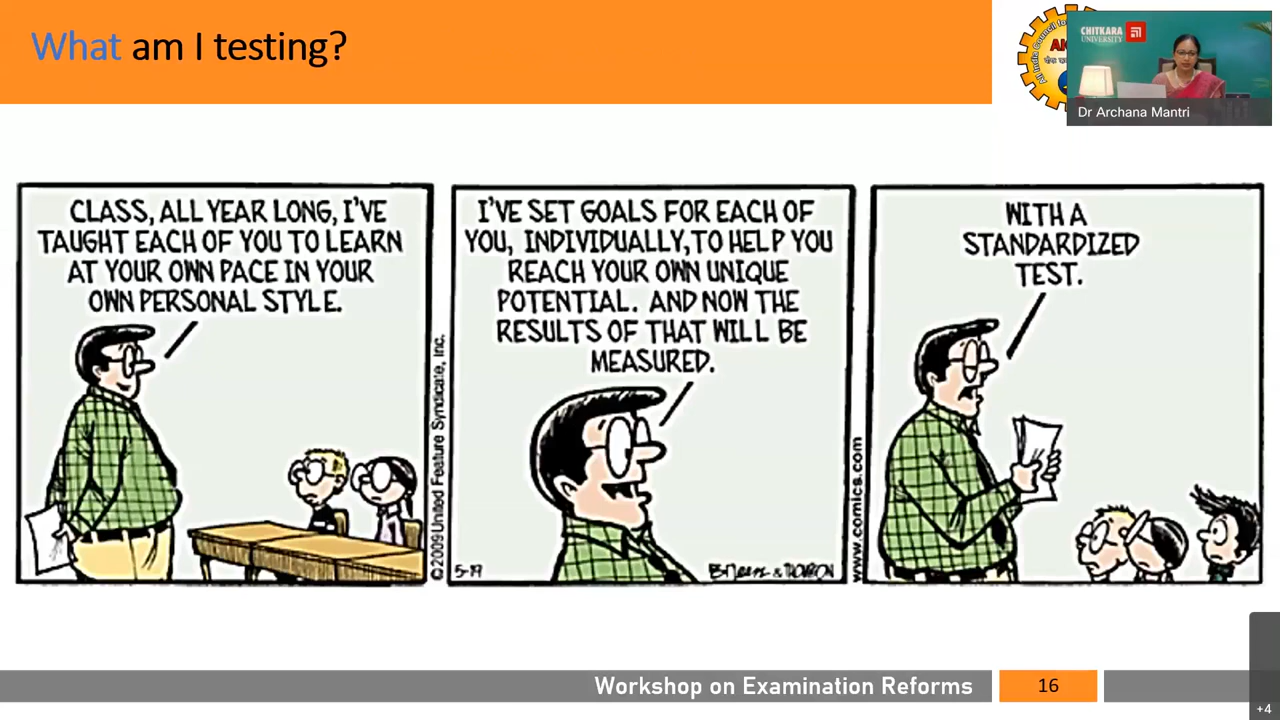 What am I testing?
CHITKARA
UNIVERSITY
Dr Archana Mantri
CLASS, ALL YEAR LONG, I'VE
TAUGHT EACH OF YOU TO LEARN
AT YOUR OWN PACE IN YOUR
OWN PERSONAL STYLE.
©2009 United Feature Syndicate, Inc.
I'VE SET GOALS FOR EACH OF
YOU, INDIVIDUALLY, TO HELP YOU
REACH YOUR OWN UNIQUE
POTENTIAL. AND NOW THE
RESULTS OF THAT WILL BE
MEASURED.
5-19
& THOMPSON
www.comics.com
WITH A
STANDARDIZED
TEST.
Workshop on Examination Reforms
16
+4